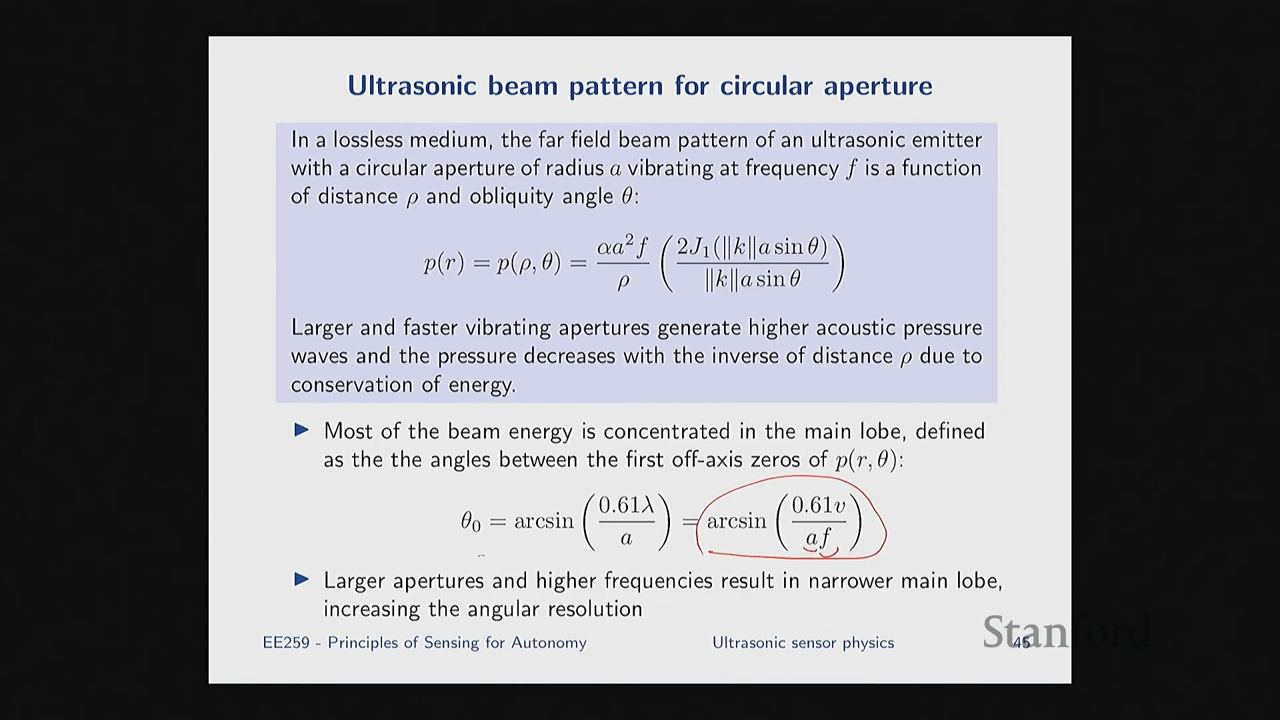 Ultrasonic beam pattern for circular aperture
In a lossless medium, the far field beam pattern of an ultrasonic emitter
with a circular aperture of radius a vibrating at frequency f is a function
of distance ρ and obliquity angle θ:
p(r) = p(ρ, θ) = αa²f / ρ ( 2J₁(‖k‖a sin θ) / ‖k‖a sin θ )
Larger and faster vibrating apertures generate higher acoustic pressure
waves and the pressure decreases with the inverse of distance ρ due to
conservation of energy.
▶ Most of the beam energy is concentrated in the main lobe, defined
as the the angles between the first off-axis zeros of p(r, θ):
θ₀ = arcsin ( 0.61λ / a ) = arcsin ( 0.61v / af )
▶ Larger apertures and higher frequencies result in narrower main lobe,
increasing the angular resolution
EE259 - Principles of Sensing for Autonomy Ultrasonic sensor physics 45
Stanford